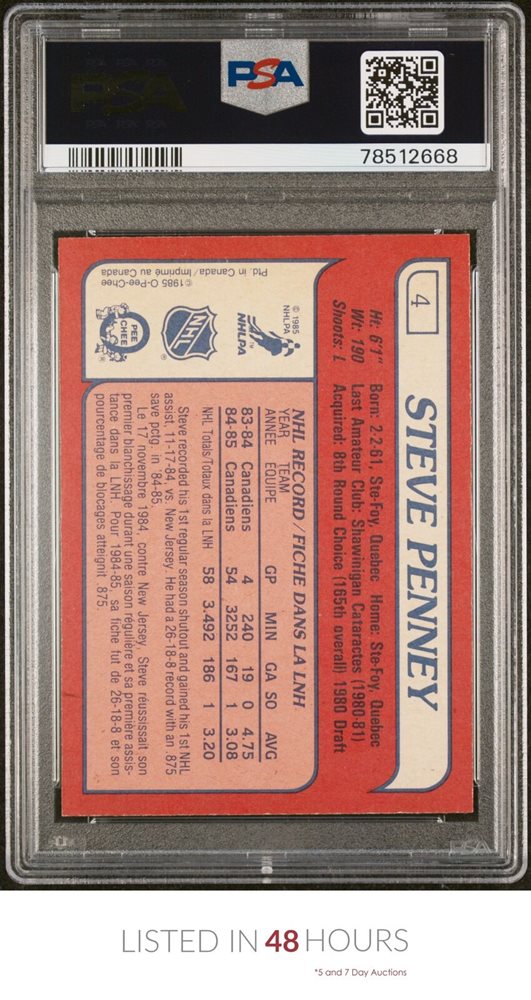 PSA
PSA
78512668
4
STEVE PENNEY
Ht: 6'1" Born: 2-2-61, Ste-Foy, Quebec Home: Ste-Foy, Quebec
Wt: 190 Last Amateur Club: Shawinigan Cataractes (1980-81)
Shoots: L Acquired: 8th Round Choice (165th overall) 1980 Draft
© 1985
NHLPA
NHLPA
TM
NHL
O
PEE
CHEE
©1985 O-Pee-Chee
Ptd. in Canada/Imprimé au Canada
NHL RECORD/FICHE DANS LA LNH
YEAR TEAM
ANNÉE ÉQUIPE GP MIN GA SO AVG
83-84 Canadiens 4 240 19 0 4.75
84-85 Canadiens 54 3252 167 1 3.08
NHL Totals/Totaux dans la LNH 58 3.492 186 1 3.20
Steve recorded his 1st regular season shutout and gained his 1st NHL
assist, 11-17-84, vs. New Jersey. He had a 26-18-8 record with an .875
save pctg. in '84-85.
Le 17 novembre 1984, contre New Jersey, Steve réussissait son
premier blanchissage durant une saison régulière et sa première assis-
tance dans la LNH. Pour 1984-85 sa fiche fut de 26-18-8 et son
pourcentage de blocages atteignit .875.
PSA
LISTED IN 48 HOURS
*5 and 7 Day Auctions